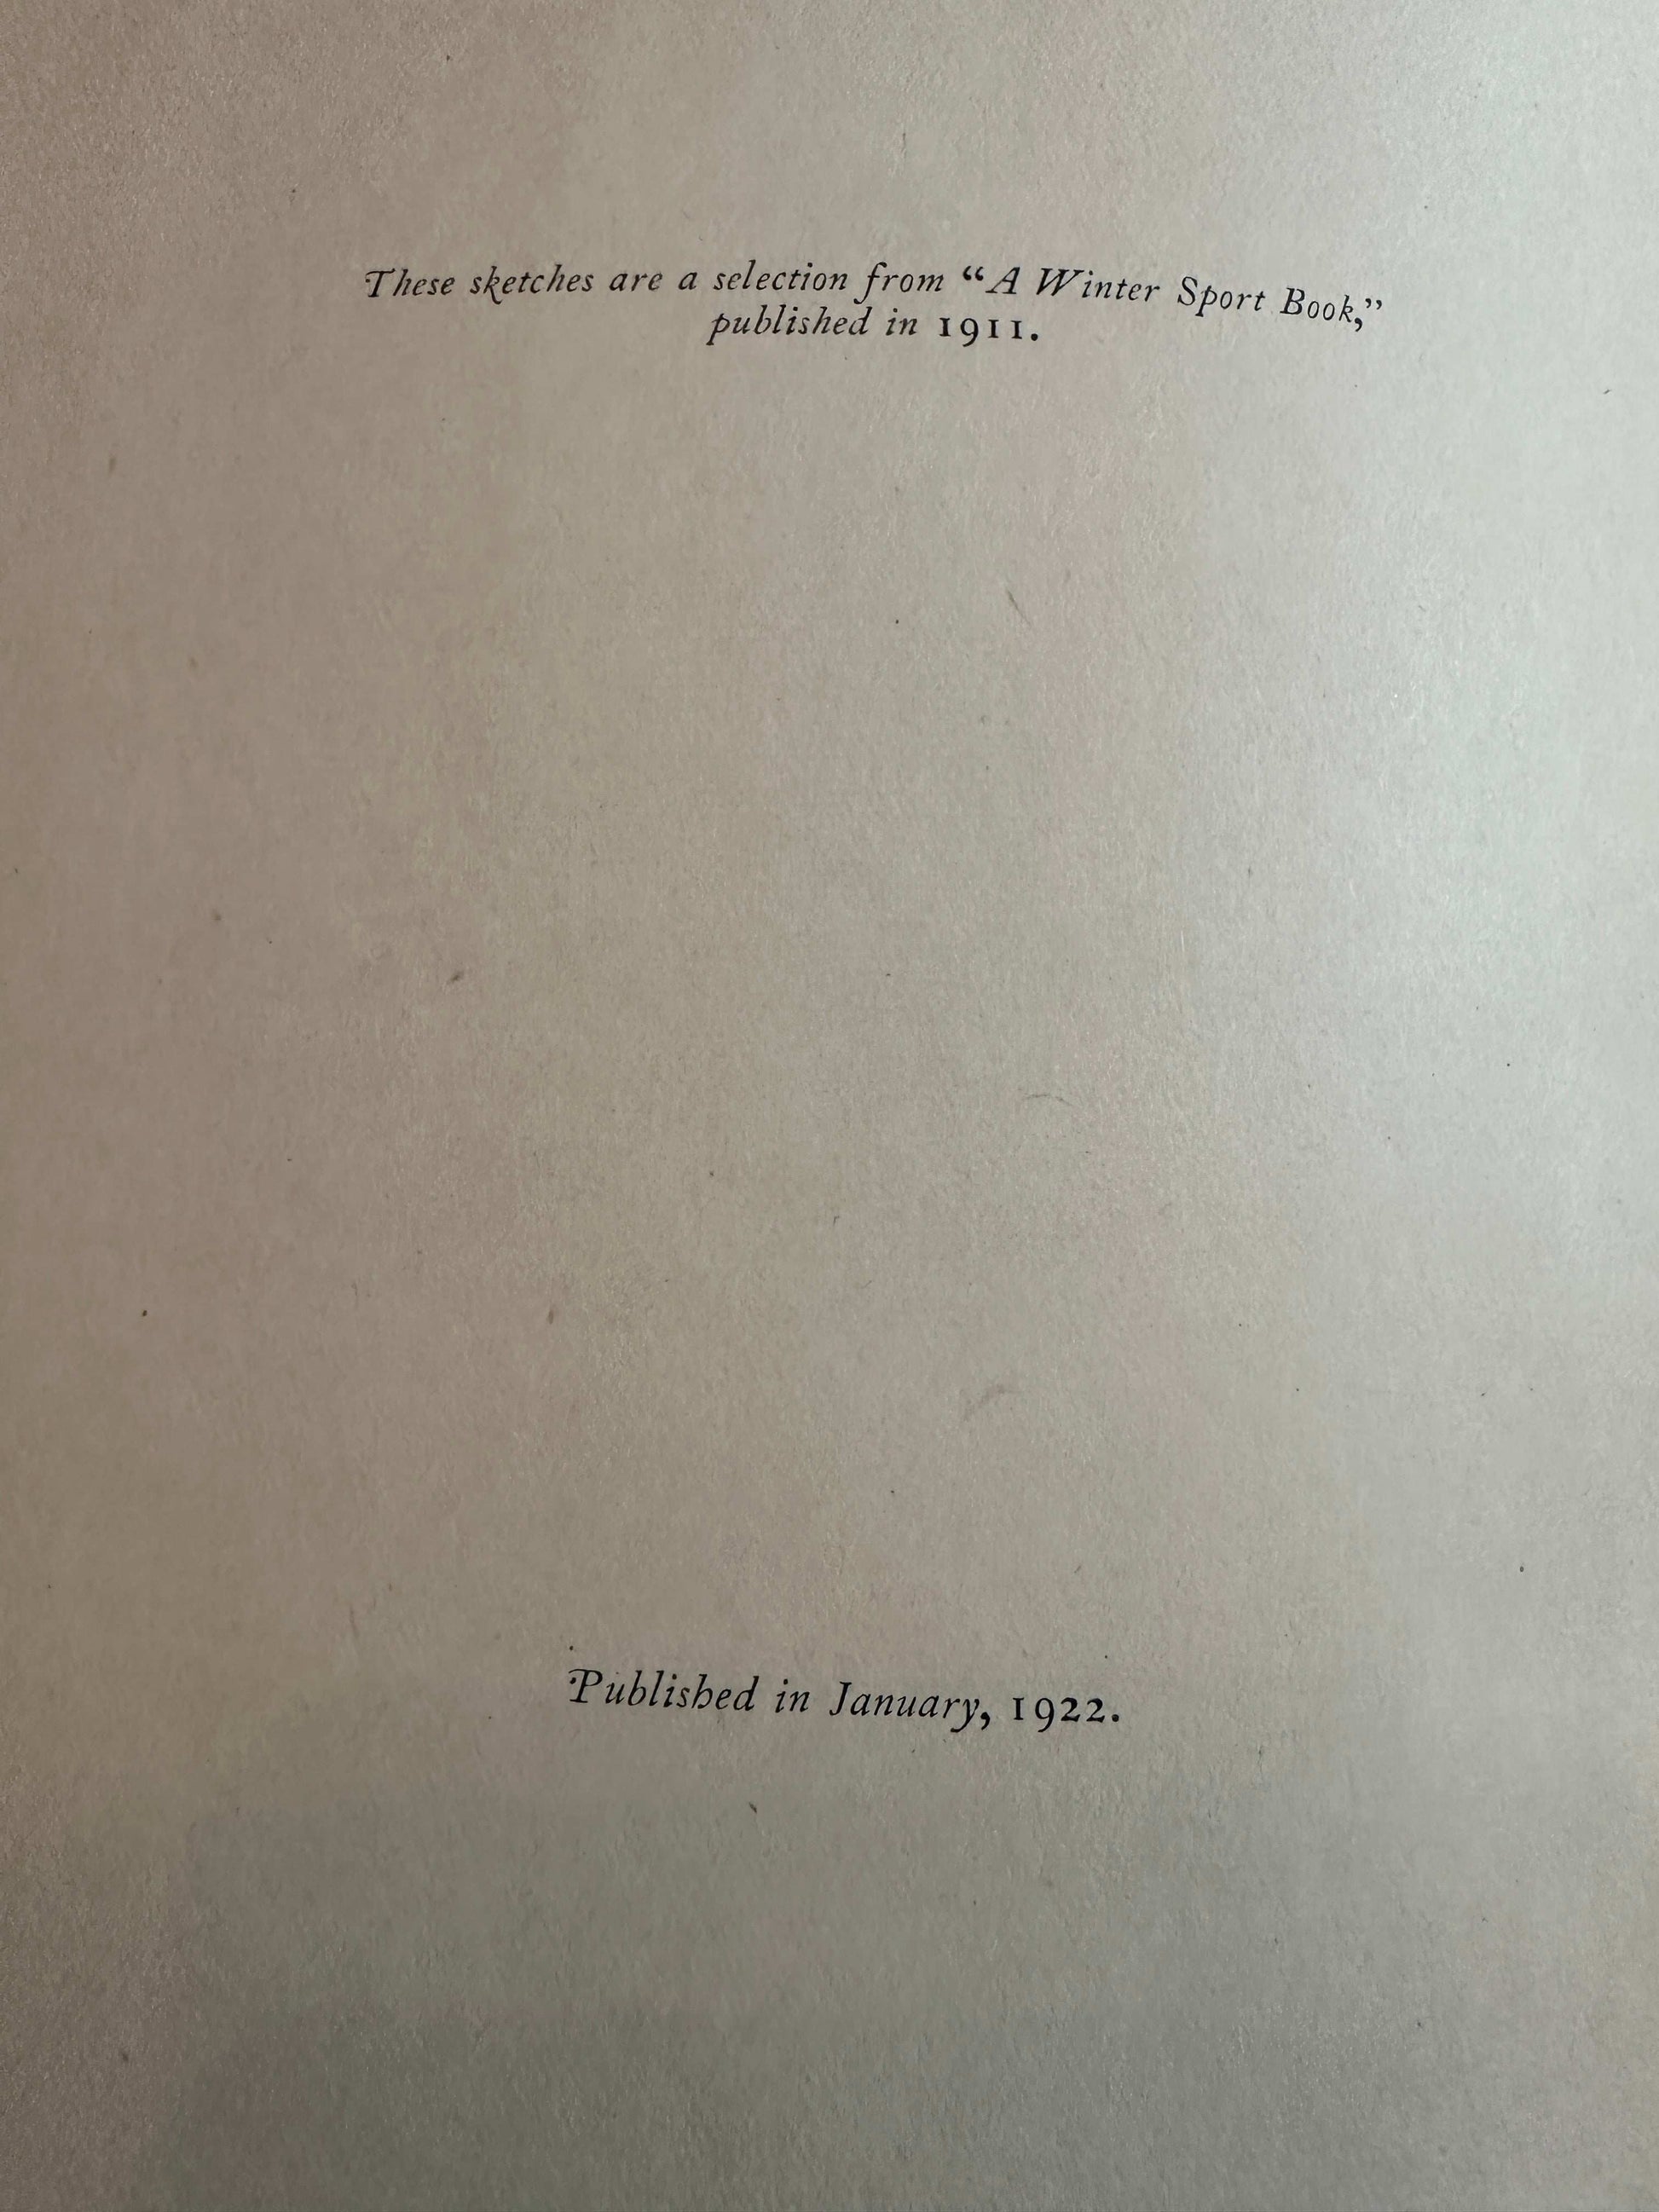 These sketches are a selection from “A Winter Sport Book,”
published in 1911.
Published in January, 1922.